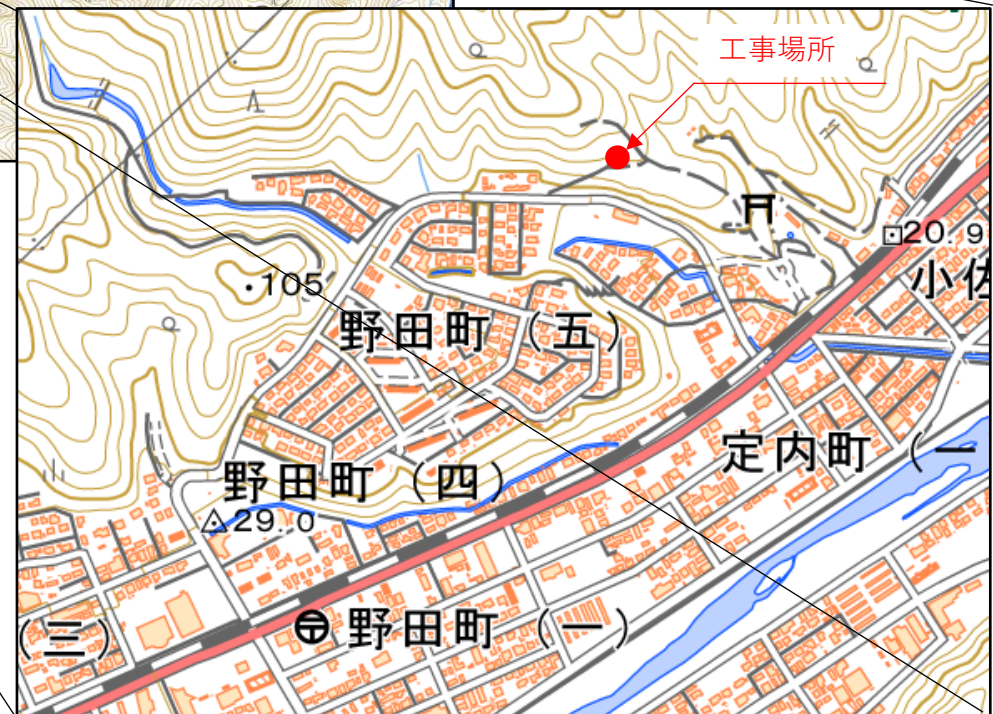 工事場所
20.9
小佐
105
野田町（五）
定内町（一
野田町（四）
29.0
野田町（一）
（三）